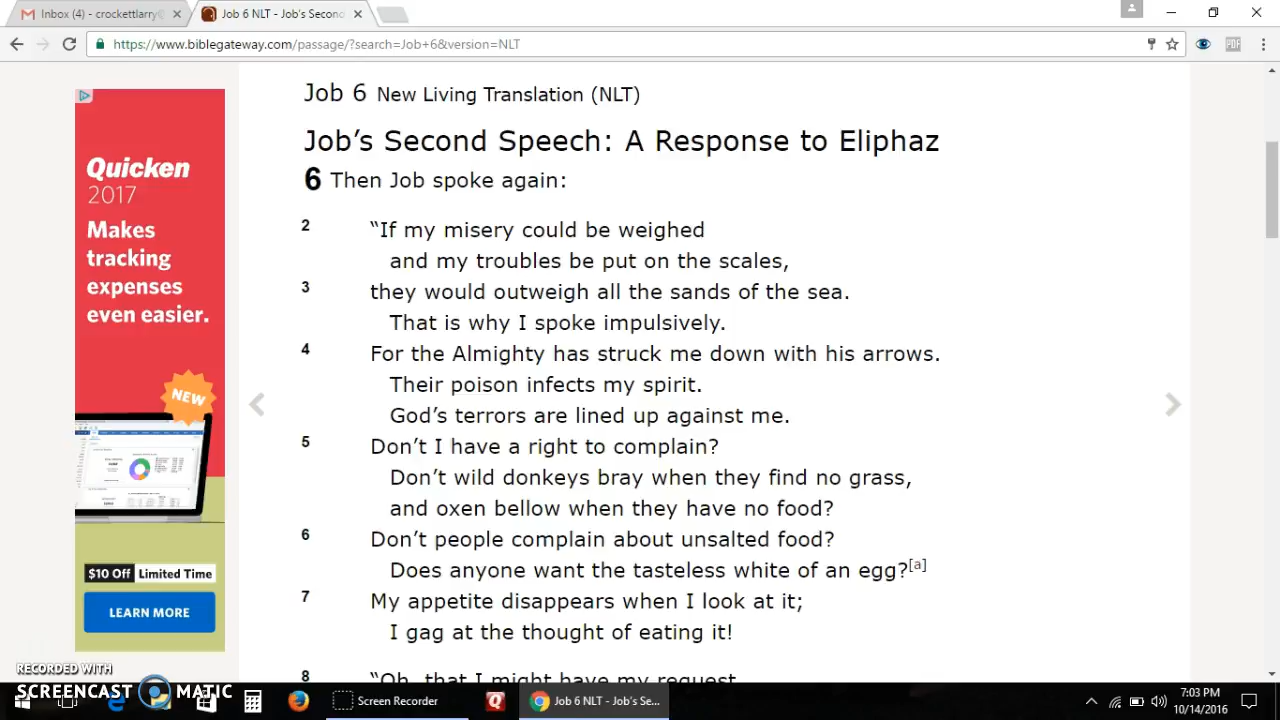 Inbox (4) - crockettlarry@
Job 6 NLT - Job's Second
https://www.biblegateway.com/passage/?search=Job+6&version=NLT
PDF
Job 6 New Living Translation (NLT)
Job’s Second Speech: A Response to Eliphaz
6 Then Job spoke again:
2 “If my misery could be weighed
and my troubles be put on the scales,
3 they would outweigh all the sands of the sea.
That is why I spoke impulsively.
4 For the Almighty has struck me down with his arrows.
Their poison infects my spirit.
God’s terrors are lined up against me.
5 Don’t I have a right to complain?
Don’t wild donkeys bray when they find no grass,
and oxen bellow when they have no food?
6 Don’t people complain about unsalted food?
Does anyone want the tasteless white of an egg?[a]
7 My appetite disappears when I look at it;
I gag at the thought of eating it!
8 “Oh, that I might have my request,
Quicken
2017
Makes
tracking
expenses
even easier.
NEW
$10 Off Limited Time
LEARN MORE
RECORDED WITH
SCREENCAST MATIC
Screen Recorder
Job 6 NLT - Job's Se...
7:03 PM
10/14/2016